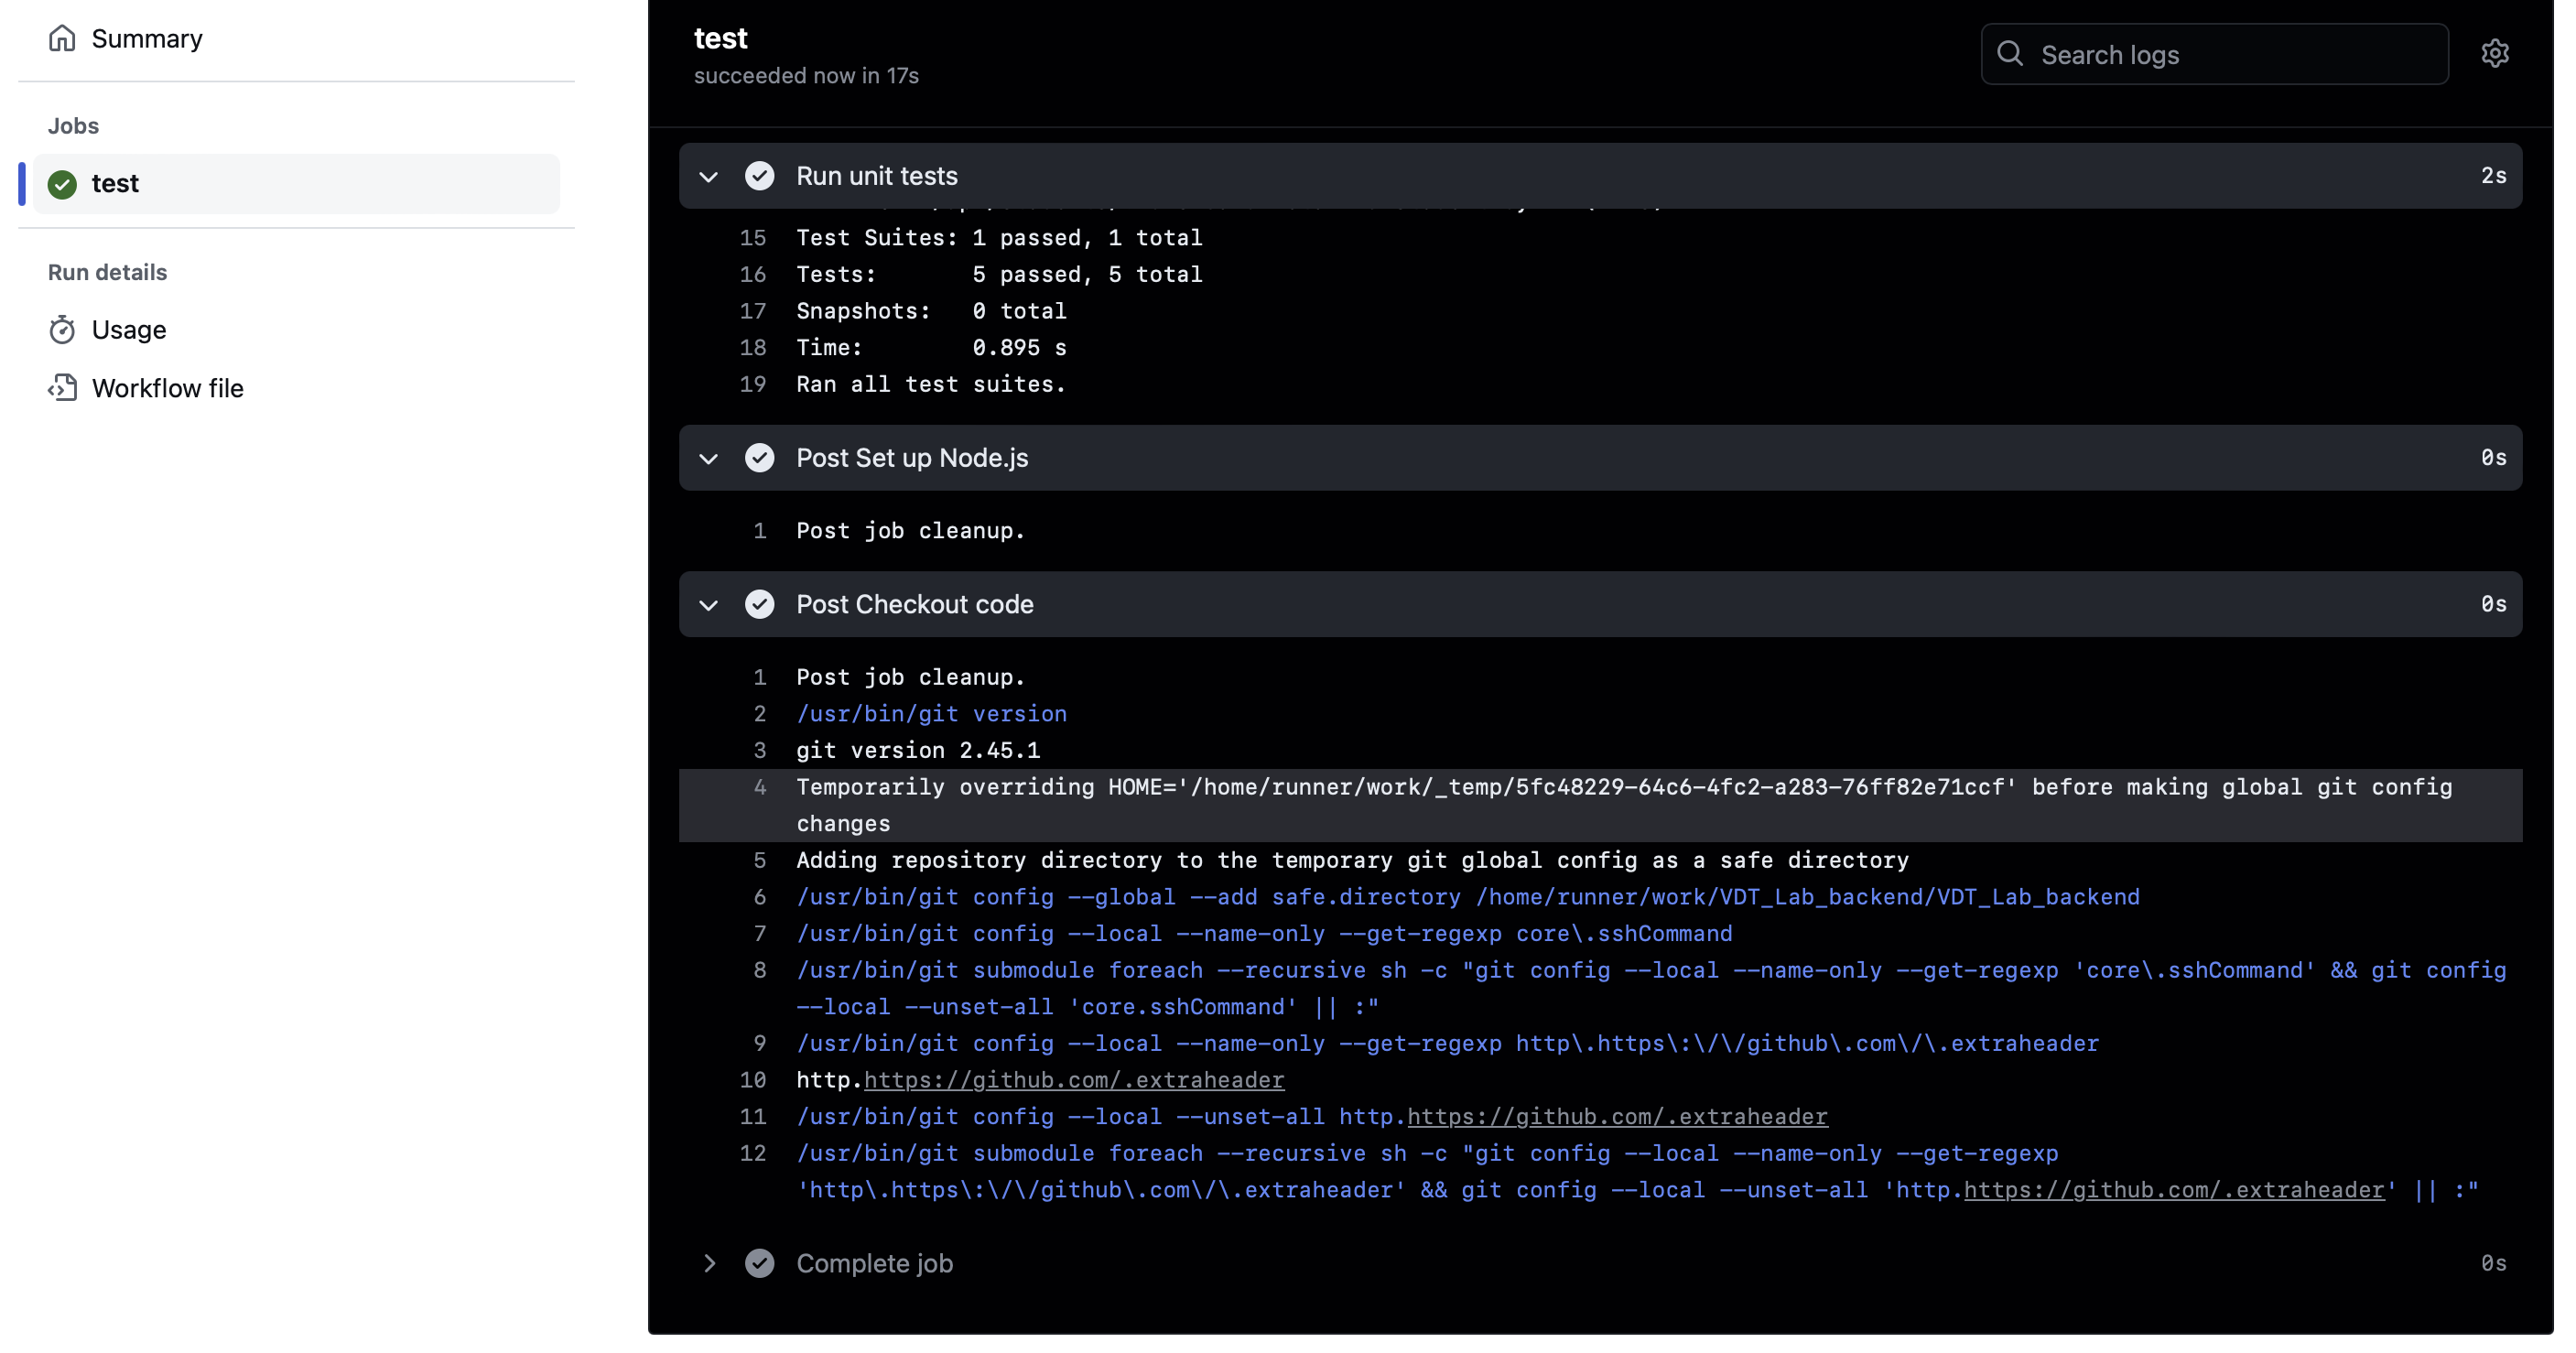 Summary
Jobs
test
Run details
Usage
Workflow file
test
succeeded now in 17s
Search logs
Run unit tests 2s
15 Test Suites: 1 passed, 1 total
16 Tests: 5 passed, 5 total
17 Snapshots: 0 total
18 Time: 0.895 s
19 Ran all test suites.
Post Set up Node.js 0s
1 Post job cleanup.
Post Checkout code 0s
1 Post job cleanup.
2 /usr/bin/git version
3 git version 2.45.1
4 Temporarily overriding HOME='/home/runner/work/_temp/5fc48229-64c6-4fc2-a283-76ff82e71ccf' before making global git config
changes
5 Adding repository directory to the temporary git global config as a safe directory
6 /usr/bin/git config --global --add safe.directory /home/runner/work/VDT_Lab_backend/VDT_Lab_backend
7 /usr/bin/git config --local --name-only --get-regexp core\.sshCommand
8 /usr/bin/git submodule foreach --recursive sh -c "git config --local --name-only --get-regexp 'core\.sshCommand' && git config
--local --unset-all 'core.sshCommand' || :"
9 /usr/bin/git config --local --name-only --get-regexp http\.https\:\/\/github\.com\/\.extraheader
10 http.https://github.com/.extraheader
11 /usr/bin/git config --local --unset-all http.https://github.com/.extraheader
12 /usr/bin/git submodule foreach --recursive sh -c "git config --local --name-only --get-regexp
'http\.https\:\/\/github\.com\/\.extraheader' && git config --local --unset-all 'http.https://github.com/.extraheader' || :"
Complete job 0s